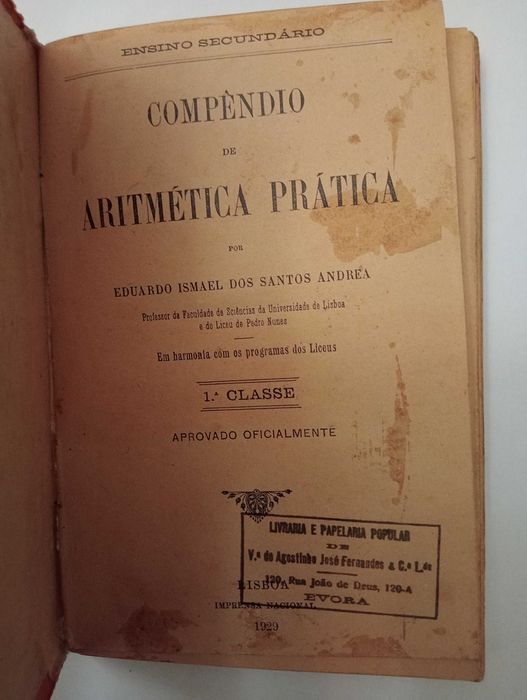 ENSINO SECUNDÁRIO
COMPÊNDIO
DE
ARITMÉTICA PRÁTICA
POR
EDUARDO ISMAEL DOS SANTOS ANDREA
Professor da Faculdade de Sciências da Universidade de Lisboa
e do Liceu de Pedro Nunes
Em harmonia com os programas dos Liceus
1.ª CLASSE
APROVADO OFICIALMENTE
LIVRARIA E PAPELARIA POPULAR
DE
V.ª de Agostinho José Fernandes & C.ª L.da
120, Rua João de Deus, 120-A
EVORA
LISBOA
IMPRENSA NACIONAL
1929